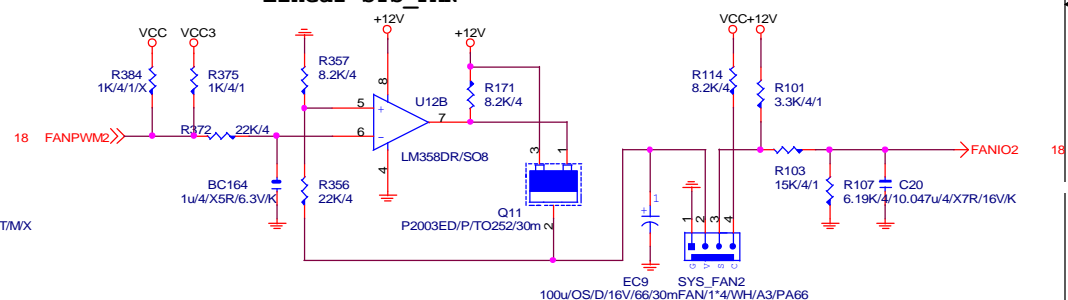 +12V
+12V
VCC
VCC3
VCC+12V
R384
1K/4/1/X
R375
1K/4/1
R357
8.2K/4
8
R171
8.2K/4
R114
8.2K/4
R101
3.3K/4/1
U12B
5
+
7
18 FANPWM2
R372 22K/4
6
-
LM358DR/SO8
4
3
1
FANIO2 18
BC164
1u/4/X5R/6.3V/K
R356
22K/4
R103
15K/4/1
R107
6.19K/4/1
C20
0.047u/4/X7R/16V/K
Q11
P2003ED/P/TO252/30m
2
+
1
1
2
3
4
G
V
S
C
T/M/X
EC9
100u/OS/D/16V/66/30m
SYS_FAN2
FAN/1*4/WH/A3/PA66